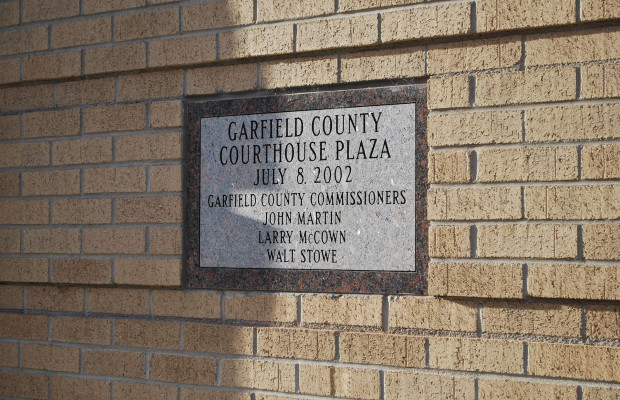 GARFIELD COUNTY
COURTHOUSE PLAZA
JULY 8, 2002
GARFIELD COUNTY COMMISSIONERS
JOHN MARTIN
LARRY McCOWN
WALT STOWE